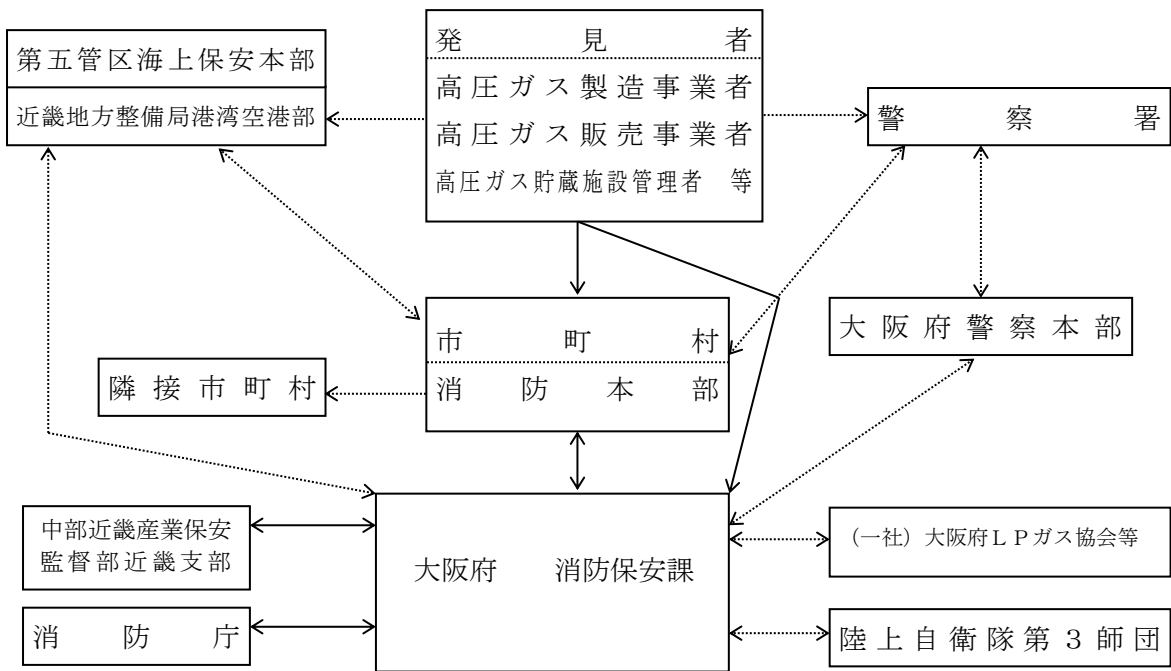 発見者
高圧ガス製造事業者
高圧ガス販売事業者
高圧ガス貯蔵施設管理者 等
第五管区海上保安本部
近畿地方整備局港湾空港部
警察署
市町村
消防本部
大阪府警察本部
隣接市町村
中部近畿産業保安
監督部近畿支部
大阪府 消防保安課
(一社)大阪府LPガス協会等
消防庁
陸上自衛隊第3師団